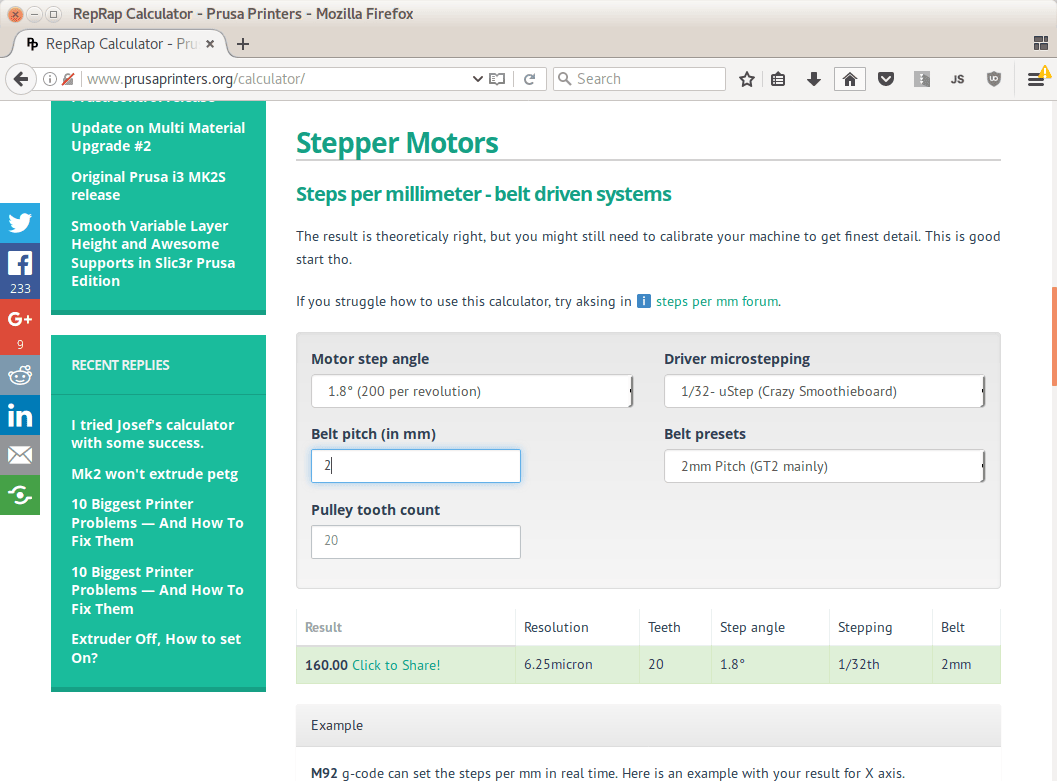 RepRap Calculator - Prusa Printers - Mozilla Firefox
RepRap Calculator - Pru
www.prusaprinters.org/calculator/
Search
JS
Update on Multi Material
Upgrade #2
Original Prusa i3 MK2S
release
Smooth Variable Layer
Height and Awesome
Supports in Slic3r Prusa
Edition
233
G+
9
in
RECENT REPLIES
I tried Josef's calculator
with some success.
Mk2 won't extrude petg
10 Biggest Printer
Problems — And How To
Fix Them
10 Biggest Printer
Problems — And How To
Fix Them
Extruder Off, How to set
On?
Stepper Motors
Steps per millimeter - belt driven systems
The result is theoreticaly right, but you might still need to calibrate your machine to get finest detail. This is good
start tho.
If you struggle how to use this calculator, try aksing in i steps per mm forum.
Motor step angle
Driver microstepping
1.8° (200 per revolution)
1/32- uStep (Crazy Smoothieboard)
Belt pitch (in mm)
Belt presets
2
2mm Pitch (GT2 mainly)
Pulley tooth count
20
Result Resolution Teeth Step angle Stepping Belt
160.00 Click to Share! 6.25micron 20 1.8° 1/32th 2mm
Example
M92 g-code can set the steps per mm in real time. Here is an example with your result for X axis.